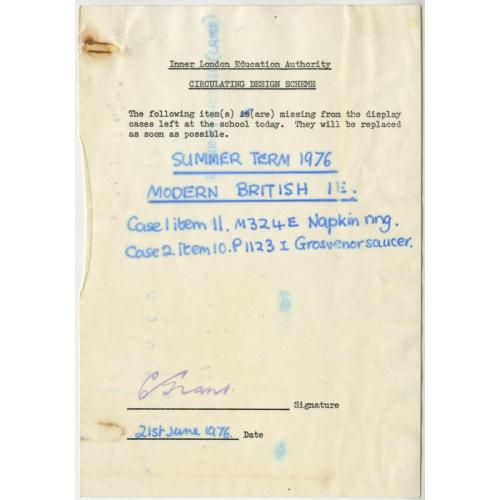 Inner London Education Authority
CIRCULATING DESIGN SCHEME
The following item(s) is(are) missing from the display
cases left at the school today. They will be replaced
as soon as possible.
SUMMER TERM 1976
MODERN BRITISH IE.
Case 1 item 11. M324E Napkin ring.
Case 2 item 10. P1123 I Grosvenor saucer.
Signature
21st June 1976. Date